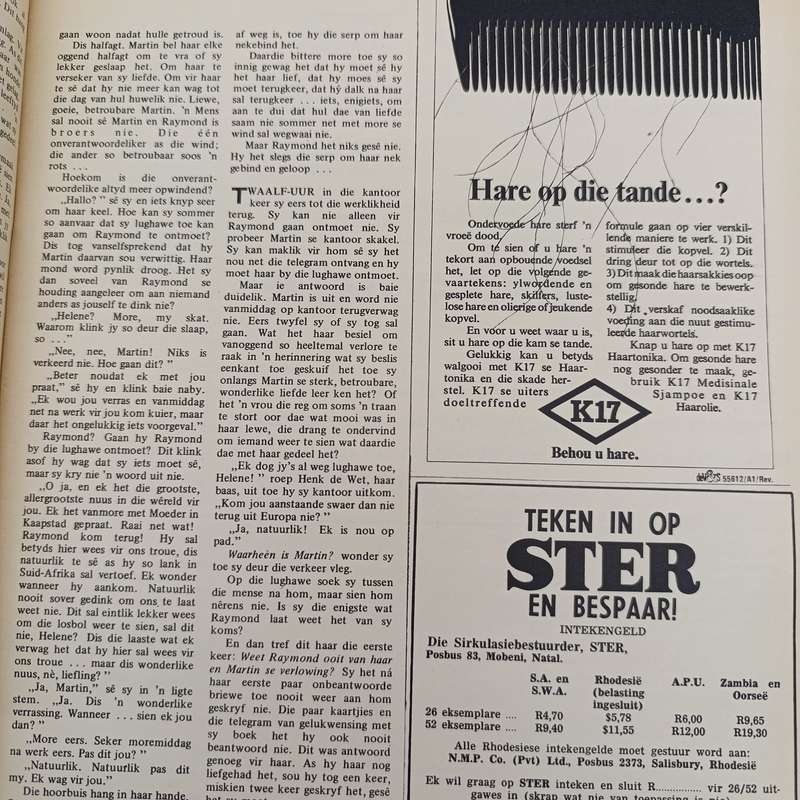 gaan woon nadat hulle getroud is.
Dis halfagt. Martin bel haar elke
oggend halfagt om te vra of sy
lekker geslaap het. Om haar te
verseker van sy liefde. Om vir haar
te sê dat hy nie meer kan wag tot
die dag van hul huwelik nie. Liewe,
goeie, betroubare Martin. 'n Mens
sal nooit sê Martin en Raymond is
broers nie. Die één
onverantwoordeliker as die wind;
die ander so betroubaar soos 'n
rots ...
Hoekom is die onverant-
woordelike altyd meer opwindend?
„Hallo?” sê sy en iets knyp seer
om haar keel. Hoe kan sy sommer
so aanvaar dat sy lughawe toe kan
gaan om Raymond te ontmoet?
Dis tog vanselfsprekend dat hy
Martin daarvan sou verwittig. Haar
mond word pynlik droog. Het sy
dan soveel van Raymond se
houding aangeleer om aan niemand
anders as jouself te dink nie?
„Helene? More, my skat.
Waarom klink jy so deur die slaap,
so ...”
„Nee, nee, Martin! Niks is
verkeerd nie. Hoe gaan dit?”
„Beter noudat ek met jou
praat,” sê hy en klink baie naby.
„Ek wou jou verras en vanmiddag
net na werk vir jou kom kuier, maar
daar het ongelukkig iets voorgeval.”
Raymond? Gaan hy Raymond
by die lughawe ontmoet? Dit klink
asof hy wag dat sy iets moet sê,
maar sy kry nie 'n woord uit nie.
„O ja, en ek het die grootste,
allergrootste nuus in die wêreld vir
jou. Ek het vanmore met Moeder in
Kaapstad gepraat. Raai net wat!
Raymond kom terug! Hy sal
betyds hier wees vir ons troue, dis
natuurlik te sê as hy so lank in
Suid-Afrika sal vertoef. Ek wonder
wanneer hy aankom. Natuurlik
nooit sover gedink om ons te laat
weet nie. Dit sal eintlik lekker wees
om die losbol weer te sien, sal dit
nie, Helene? Dis die laaste wat ek
verwag het dat hy hier sal wees vir
ons troue ... maar dis wonderlike
nuus, nè, liefling?”
„Ja, Martin,” sê sy in 'n ligte
stem. „Ja. Dis 'n wonderlike
verrassing. Wanneer ... sien ek jou
dan?”
„More eers. Seker moremiddag
na werk eers. Pas dit jou?”
„Natuurlik. Natuurlik pas dit
my. Ek wag vir jou.”
Die hoorbuis hang in haar hande.
af weg is, toe hy die serp om haar
nekebind het.
Daardie bittere more toe sy so
innig gewag het dat hy moet sê hy
het haar lief, dat hy moes sê sy
moet terugkeer, dat hý dalk na haar
sal terugkeer ... iets, enigiets, om
aan te dui dat hul dae van liefde
saam nie sommer net met more se
wind sal wegwaai nie.
Maar Raymond het niks gesê nie.
Hy het slegs die serp om haar nek
gebind en geloop ...
TWAALF-UUR in die kantoor
keer sy eers tot die werklikheid
terug. Sy kan nie alleen vir
Raymond gaan ontmoet nie. Sy
probeer Martin se kantoor skakel.
Sy kan maklik vir hom sê sy het
nou net die telegram ontvang en hy
moet haar by die lughawe ontmoet.
Maar ie antwoord is baie
duidelik. Martin is uit en word nie
vanmiddag op kantoor terugverwag
nie. Eers twyfel sy of sy tog sal
gaan. Wat het haar besiel om
vanoggend so heeltemal verlore te
raak in 'n herinnering wat sy beslis
eenkant toe geskuif het toe sy
onlangs Martin se sterk, betroubare,
wonderlike liefde leer ken het? Of
het 'n vrou die reg om soms 'n traan
te stort oor dae wat mooi was in
haar lewe, die drang te ondervind
om iemand weer te sien wat daardie
dae met haar gedeel het?
„Ek dog jy's al weg lughawe toe,
Helene!” roep Henk de Wet, haar
baas, uit toe hy sy kantoor uitkom.
„Kom jou aanstaande swaer dan nie
terug uit Europa nie?”
„Ja, natuurlik! Ek is nou op
pad.”
Waarheên is Martin? wonder sy
toe sy deur die verkeer vleg.
Op die lughawe soek sy tussen
die mense na hom, maar sien hom
nêrens nie. Is sy die enigste wat
Raymond laat weet het van sy
koms?
En dan tref dit haar die eerste
keer: Weet Raymond ooit van haar
en Martin se verlowing? Sy het ná
haar eerste paar onbeantwoorde
briewe toe nooit weer aan hom
geskryf nie. Die paar kaartjies en
die telegram van gelukwensing met
sy boek het hy ook nooit
beantwoord nie. Dit was antwoord
genoeg vir haar. As hy haar nog
liefgehad het, sou hy tog een keer,
miskien twee keer geskryf het, gesê
Hare op die tande...?
Ondervoede hare sterf 'n
vroeë dood.
Om te sien of u hare 'n
tekort aan opbouende voedsel
het, let op die volgende ge-
vaartekens: ylwordende en
gesplete hare, skilfers, luste-
lose hare en olierige of jeukende
kopvel.
En voor u weet waar u is,
sit u hare op die kam se tande.
Gelukkig kan u betyds
walgooi met K17 se Haar-
tonika en die skade her-
stel. K17 se uiters
doeltreffende
formule gaan op vier verskil-
lende maniere te werk. 1) Dit
stimuleer die kopvel. 2) Dit
dring deur tot op die wortels.
3) Dit maak die haarsakkies oop
om gesonde hare te bewerk-
stellig.
4) Dit verskaf noodsaaklike
voeding aan die nuut gestimu-
leerde haarwortels.
Knap u hare op met K17
Haartonika. Om gesonde hare
nog gesonder te maak, ge-
bruik K17 Medisinale
Sjampoe en K17
Haarolie.
K17
Behou u hare.
55612/A1/Rev.
TEKEN IN OP
STER
EN BESPAAR!
INTEKENGELD
Die Sirkulasiebestuurder, STER,
Posbus 83, Mobeni, Natal.
S.A. en S.W.A. Rhodesië (belasting ingesluit) A.P.U. Zambia en Oorseë
26 eksemplare .... R4,70 $5,78 R6,00 R9,65
52 eksemplare .... R9,40 $11,55 R12,00 R19,30
Alle Rhodesiese intekengeld moet gestuur word aan:
N.M.P. Co. (Pvt) Ltd., Posbus 2373, Salisbury, Rhodesië
Ek wil graag op STER inteken en sluit R............... vir 26/52 uit-
gawes in (skrap wat nie van toepassing is nie)